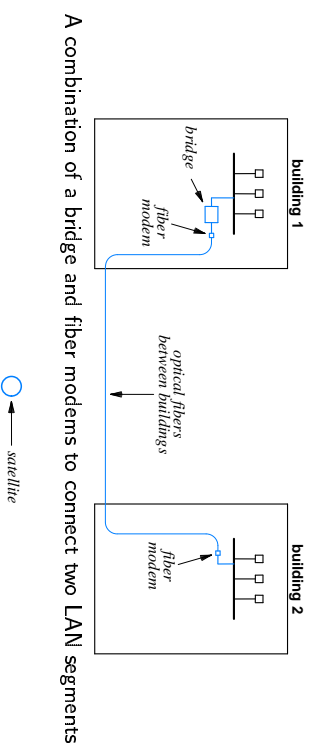 building 1
building 2
bridge
fiber
modem
optical fibers
between buildings
fiber
modem
A combination of a bridge and fiber modems to connect two LAN segments
satellite